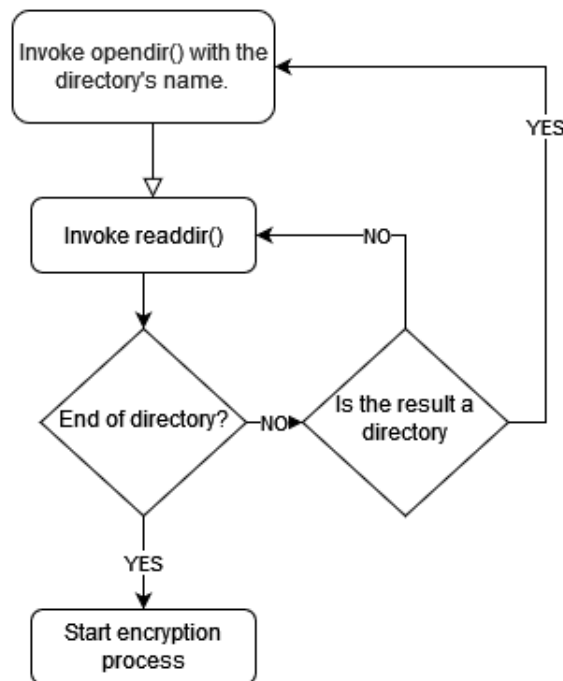 Invoke opendir() with the
directory's name.
YES
Invoke readdir()
NO
End of directory?
NO
Is the result a
directory
YES
Start encryption
process